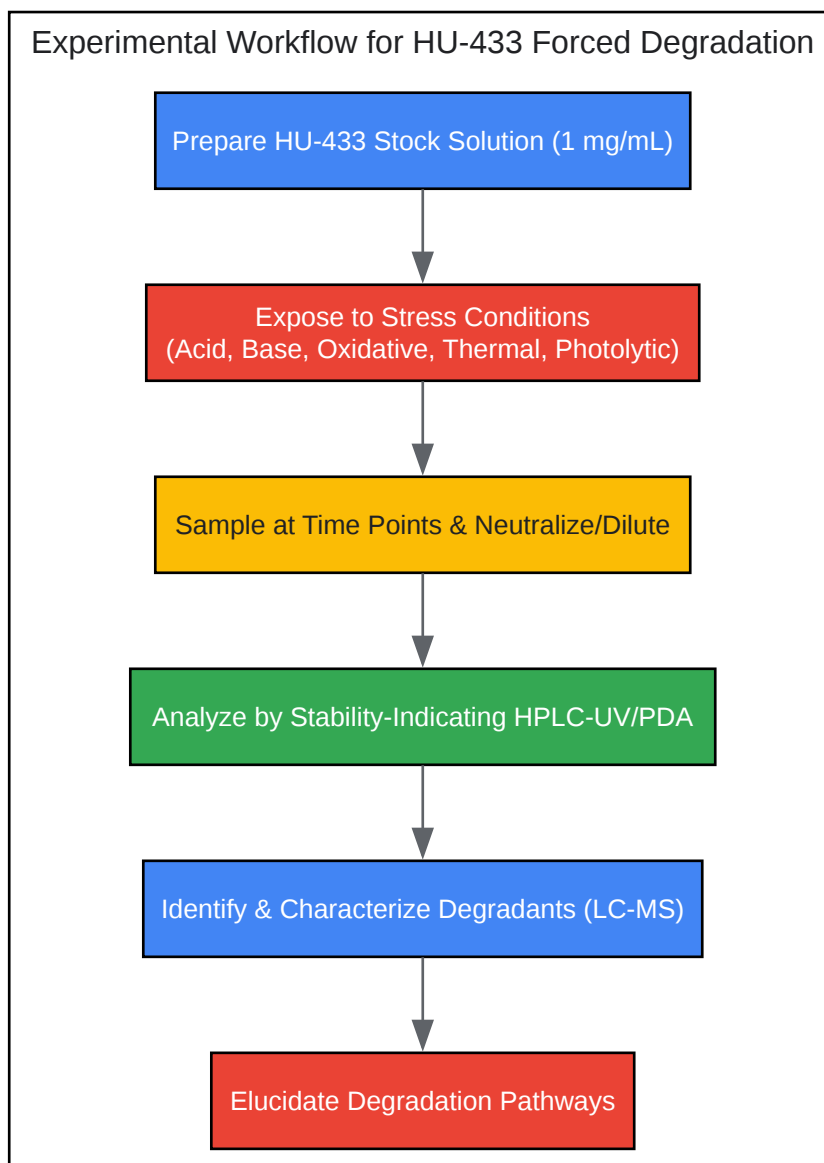 Experimental Workflow for HU-433 Forced Degradation
Prepare HU-433 Stock Solution (1 mg/mL)
Expose to Stress Conditions
(Acid, Base, Oxidative, Thermal, Photolytic)
Sample at Time Points & Neutralize/Dilute
Analyze by Stability-Indicating HPLC-UV/PDA
Identify & Characterize Degradants (LC-MS)
Elucidate Degradation Pathways